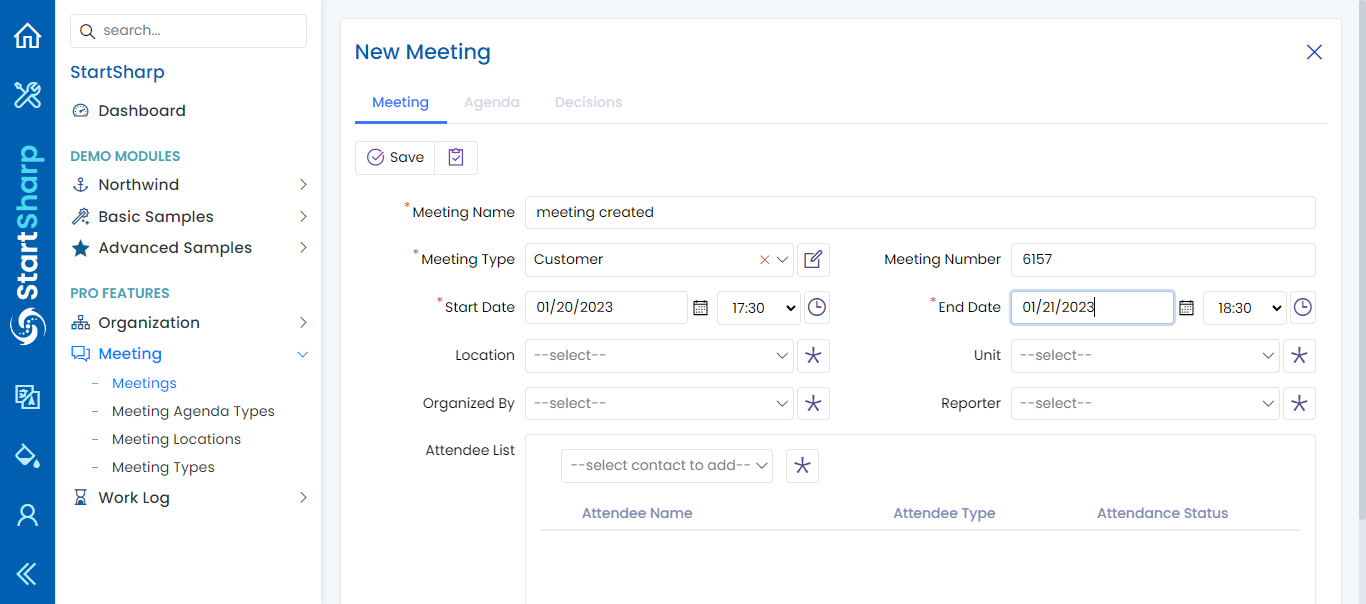 search...
StartSharp
Dashboard
DEMO MODULES
Northwind
Basic Samples
Advanced Samples
PRO FEATURES
Organization
Meeting
Meetings
Meeting Agenda Types
Meeting Locations
Meeting Types
Work Log
StartSharp
New Meeting
Meeting Agenda Decisions
Save
*Meeting Name meeting created
*Meeting Type Customer Meeting Number 6157
*Start Date 01/20/2023 17:30 *End Date 01/21/2023 18:30
Location --select-- Unit --select--
Organized By --select-- Reporter --select--
Attendee List --select contact to add--
Attendee Name Attendee Type Attendance Status